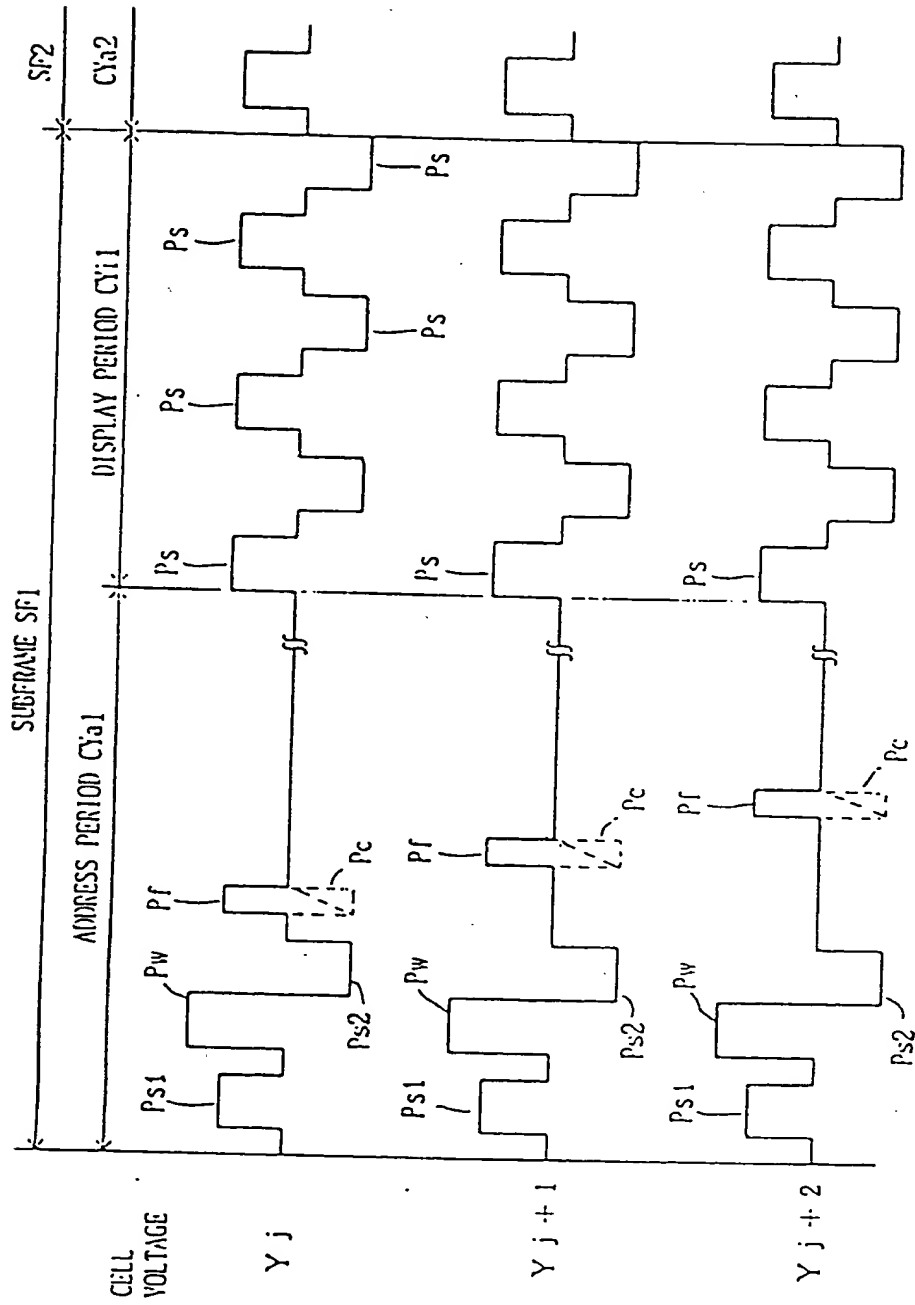 SUBFRAME SF1
SF2
ADDRESS PERIOD CYa1
DISPLAY PERIOD CYi1
CYa2
CELL
VOLTAGE
Y j
Ps1
Pw
Ps2
Pf
Pc
Ps
Ps
Ps
Ps
Ps
Y j + 1
Ps1
Pw
Ps2
Pf
Pc
Ps
Y j + 2
Ps1
Pw
Ps2
Pf
Pc
Ps